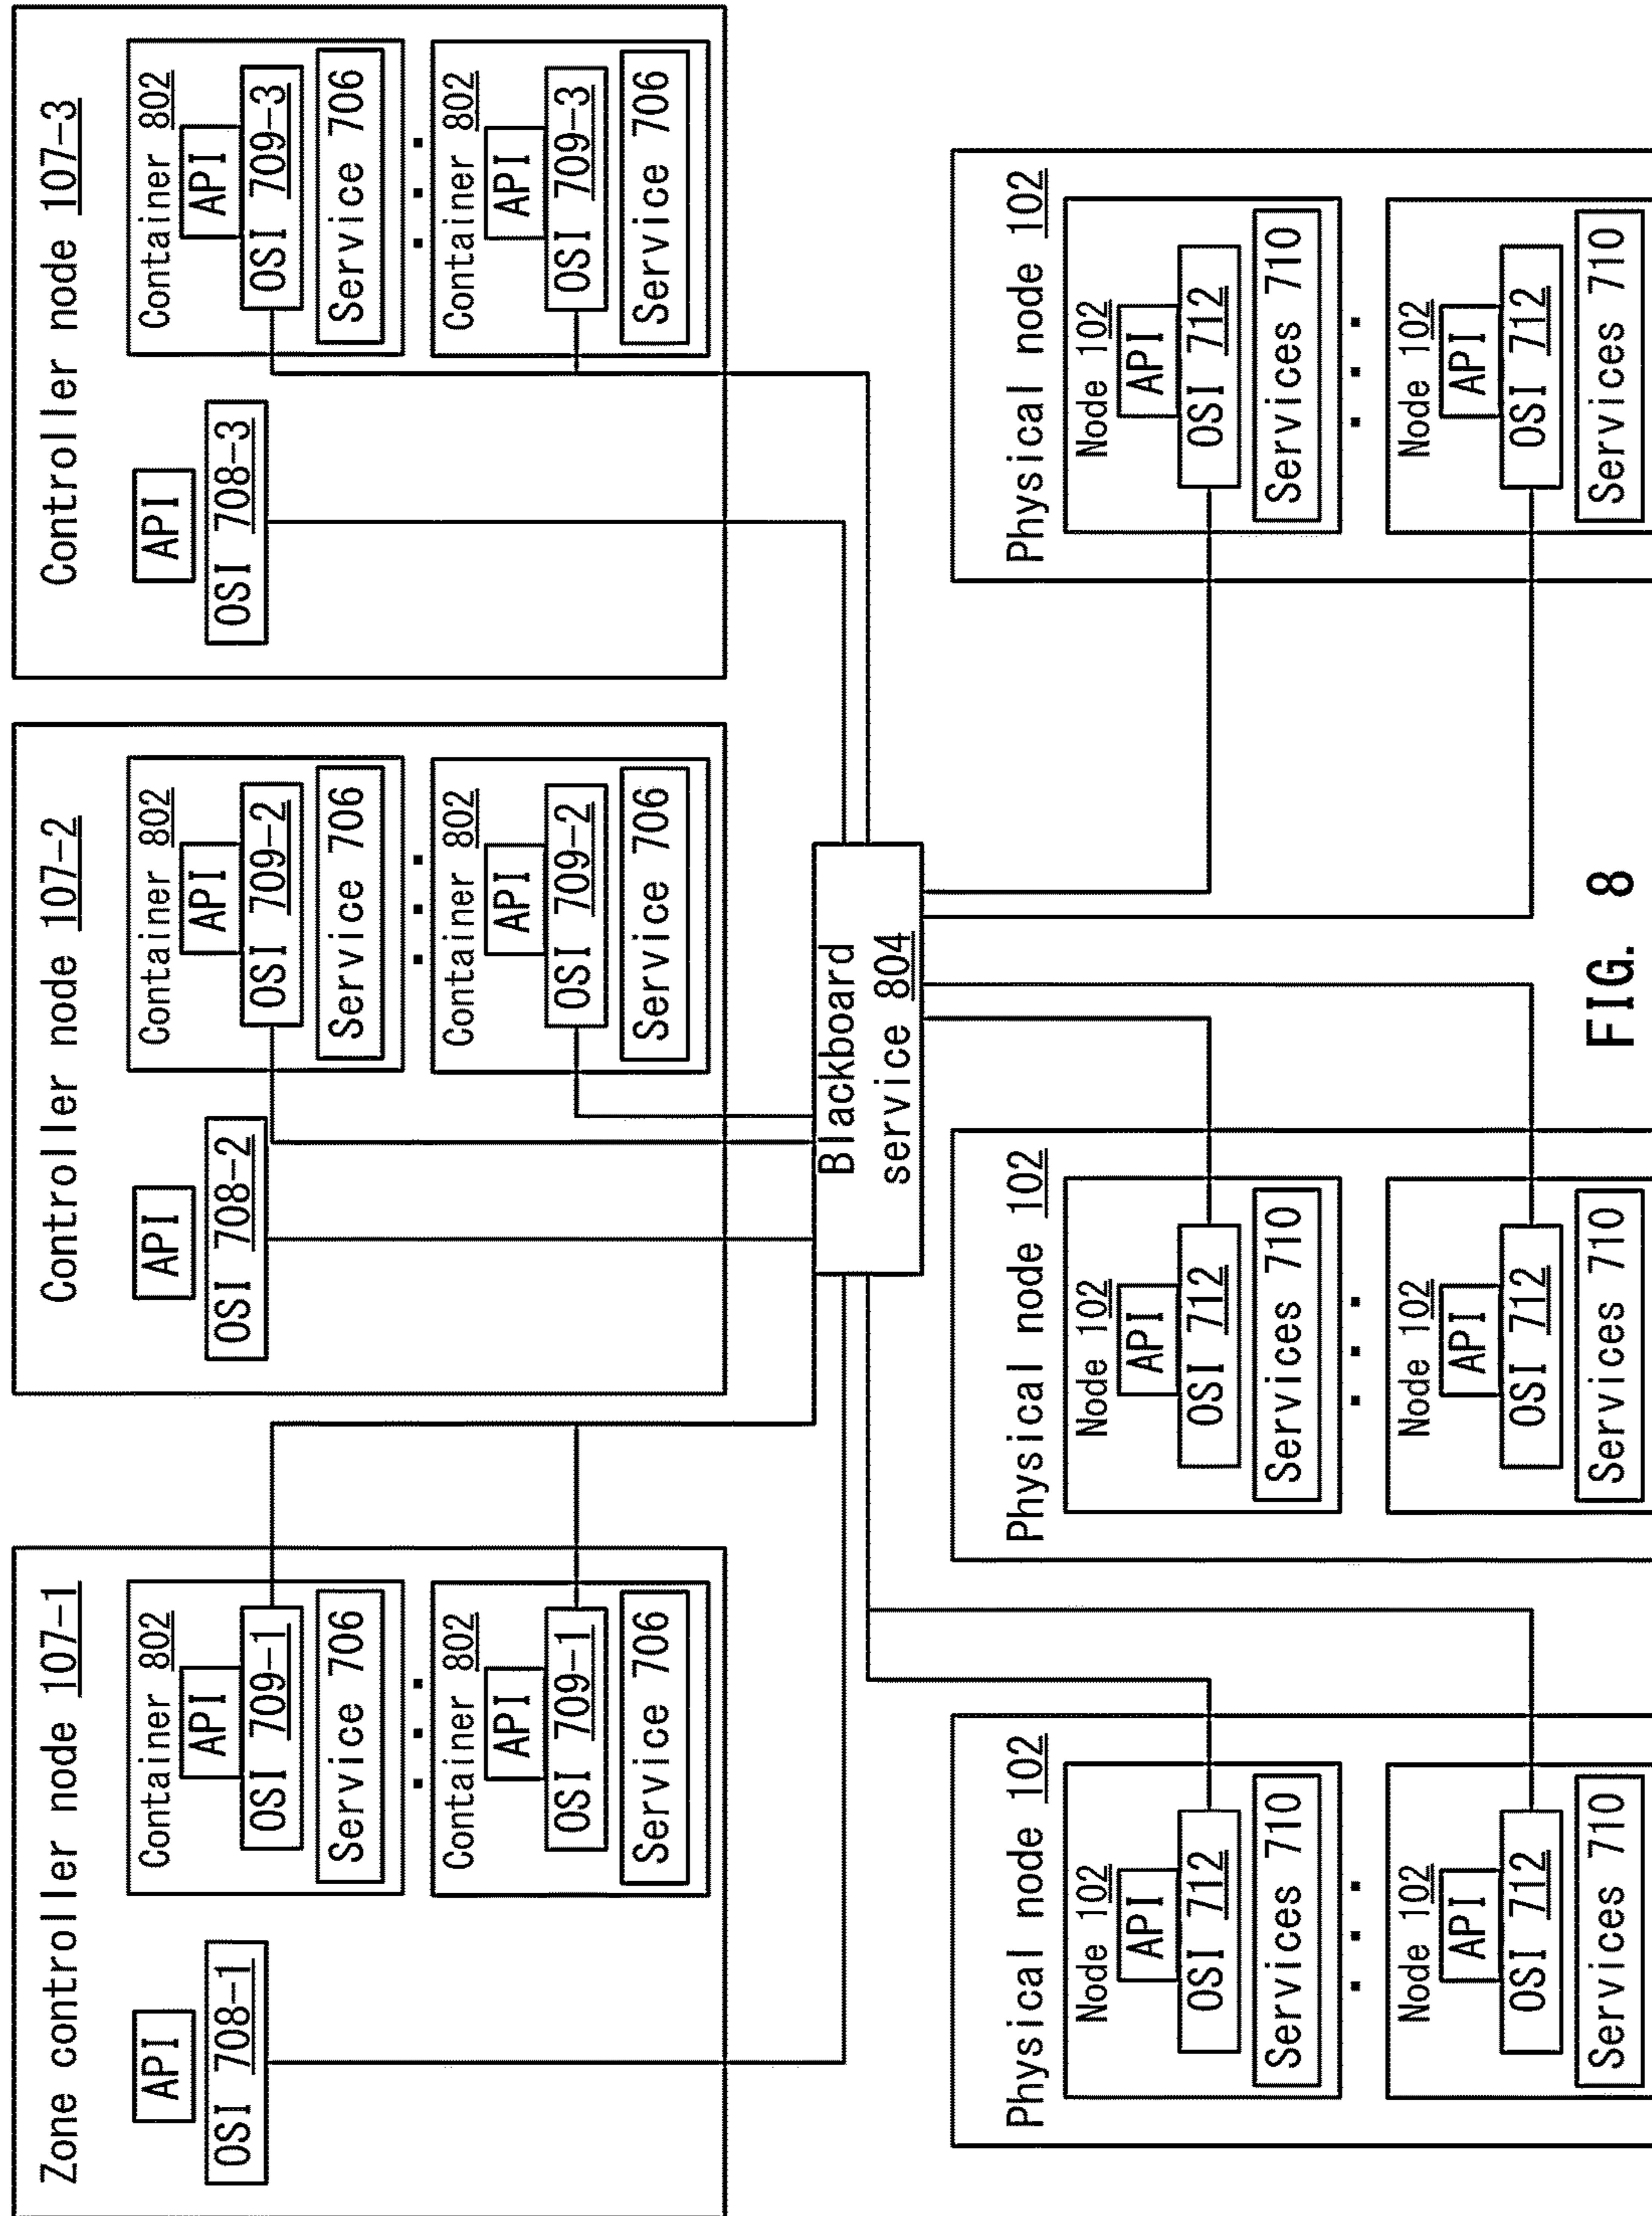 Zone controller node 107-1
API
OSI 708-1
Container 802
API
OSI 709-1
Service 706
Container 802
API
OSI 709-1
Service 706
Controller node 107-2
API
OSI 708-2
Container 802
API
OSI 709-2
Service 706
Container 802
API
OSI 709-2
Service 706
Controller node 107-3
API
OSI 708-3
Container 802
API
OSI 709-3
Service 706
Container 802
API
OSI 709-3
Service 706
Blackboard
service 804
Physical node 102
Node 102
API
OSI 712
Services 710
Node 102
API
OSI 712
Services 710
Physical node 102
Node 102
API
OSI 712
Services 710
Node 102
API
OSI 712
Services 710
Physical node 102
Node 102
API
OSI 712
Services 710
Node 102
API
OSI 712
Services 710
FIG. 8